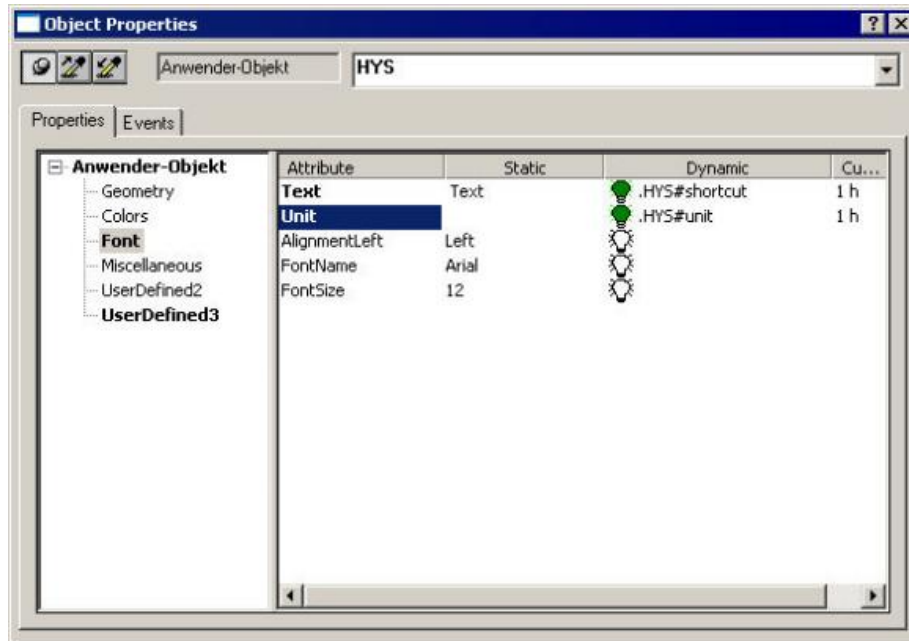 Object Properties
Anwender-Objekt HYS
Properties Events
Anwender-Objekt
Geometry
Colors
Font
Miscellaneous
UserDefined2
UserDefined3
Attribute Static Dynamic Cu...
Text Text .HYS#shortcut 1 h
Unit .HYS#unit 1 h
AlignmentLeft Left
FontName Arial
FontSize 12